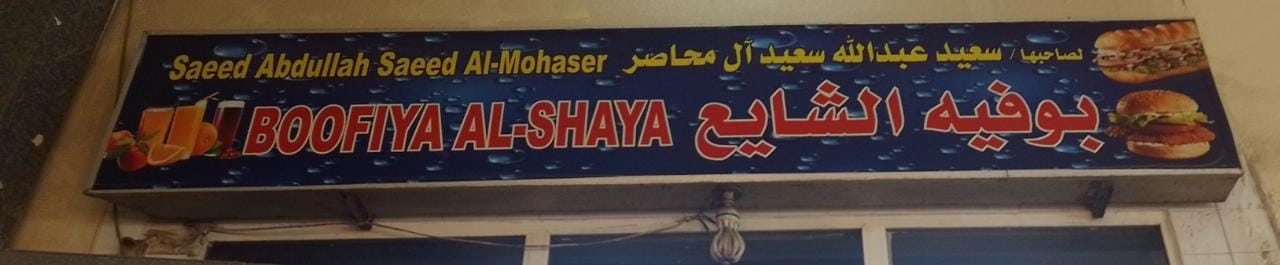 Saeed Abdullah Saeed Al-Mohaser لصاحبها / سعيد عبدالله سعيد آل محاصر
BOOFIYA AL-SHAYA بوفيه الشايع